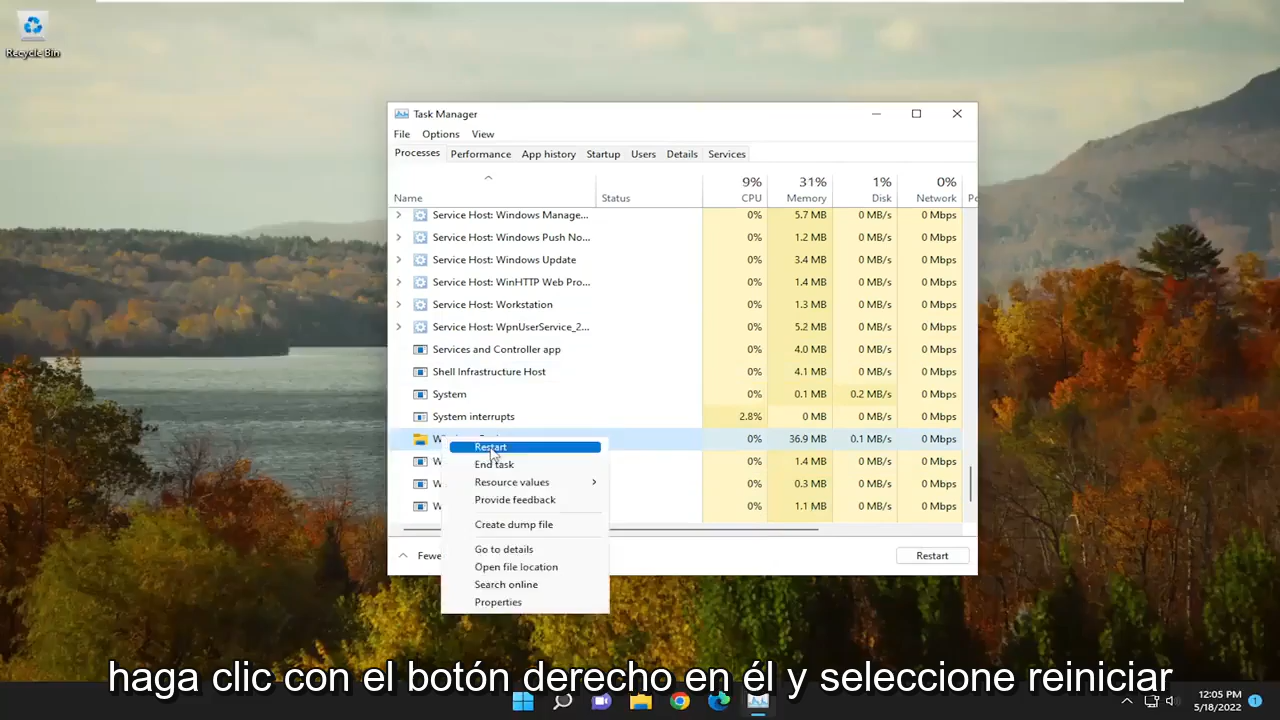 Recycle Bin
Task Manager
File Options View
Processes Performance App history Startup Users Details Services
9% 31% 1% 0%
Name Status CPU Memory Disk Network
Service Host: Windows Manage... 0% 5.7 MB 0 MB/s 0 Mbps
Service Host: Windows Push No... 0% 1.2 MB 0 MB/s 0 Mbps
Service Host: Windows Update 0% 3.4 MB 0 MB/s 0 Mbps
Service Host: WinHTTP Web Pro... 0% 1.4 MB 0 MB/s 0 Mbps
Service Host: Workstation 0% 1.3 MB 0 MB/s 0 Mbps
Service Host: WpnUserService_2... 0% 5.2 MB 0 MB/s 0 Mbps
Services and Controller app 0% 4.0 MB 0 MB/s 0 Mbps
Shell Infrastructure Host 0% 4.1 MB 0 MB/s 0 Mbps
System 0% 0.1 MB 0.2 MB/s 0 Mbps
System interrupts 2.8% 0 MB 0 MB/s 0 Mbps
0% 36.9 MB 0.1 MB/s 0 Mbps
0% 1.4 MB 0 MB/s 0 Mbps
0% 0.3 MB 0 MB/s 0 Mbps
0% 1.1 MB 0 MB/s 0 Mbps
Restart
End task
Resource values
Provide feedback
Create dump file
Go to details
Open file location
Search online
Properties
Fewe
Restart
haga clic con el botón derecho en él y seleccione reiniciar
12:05 PM
5/18/2022
1